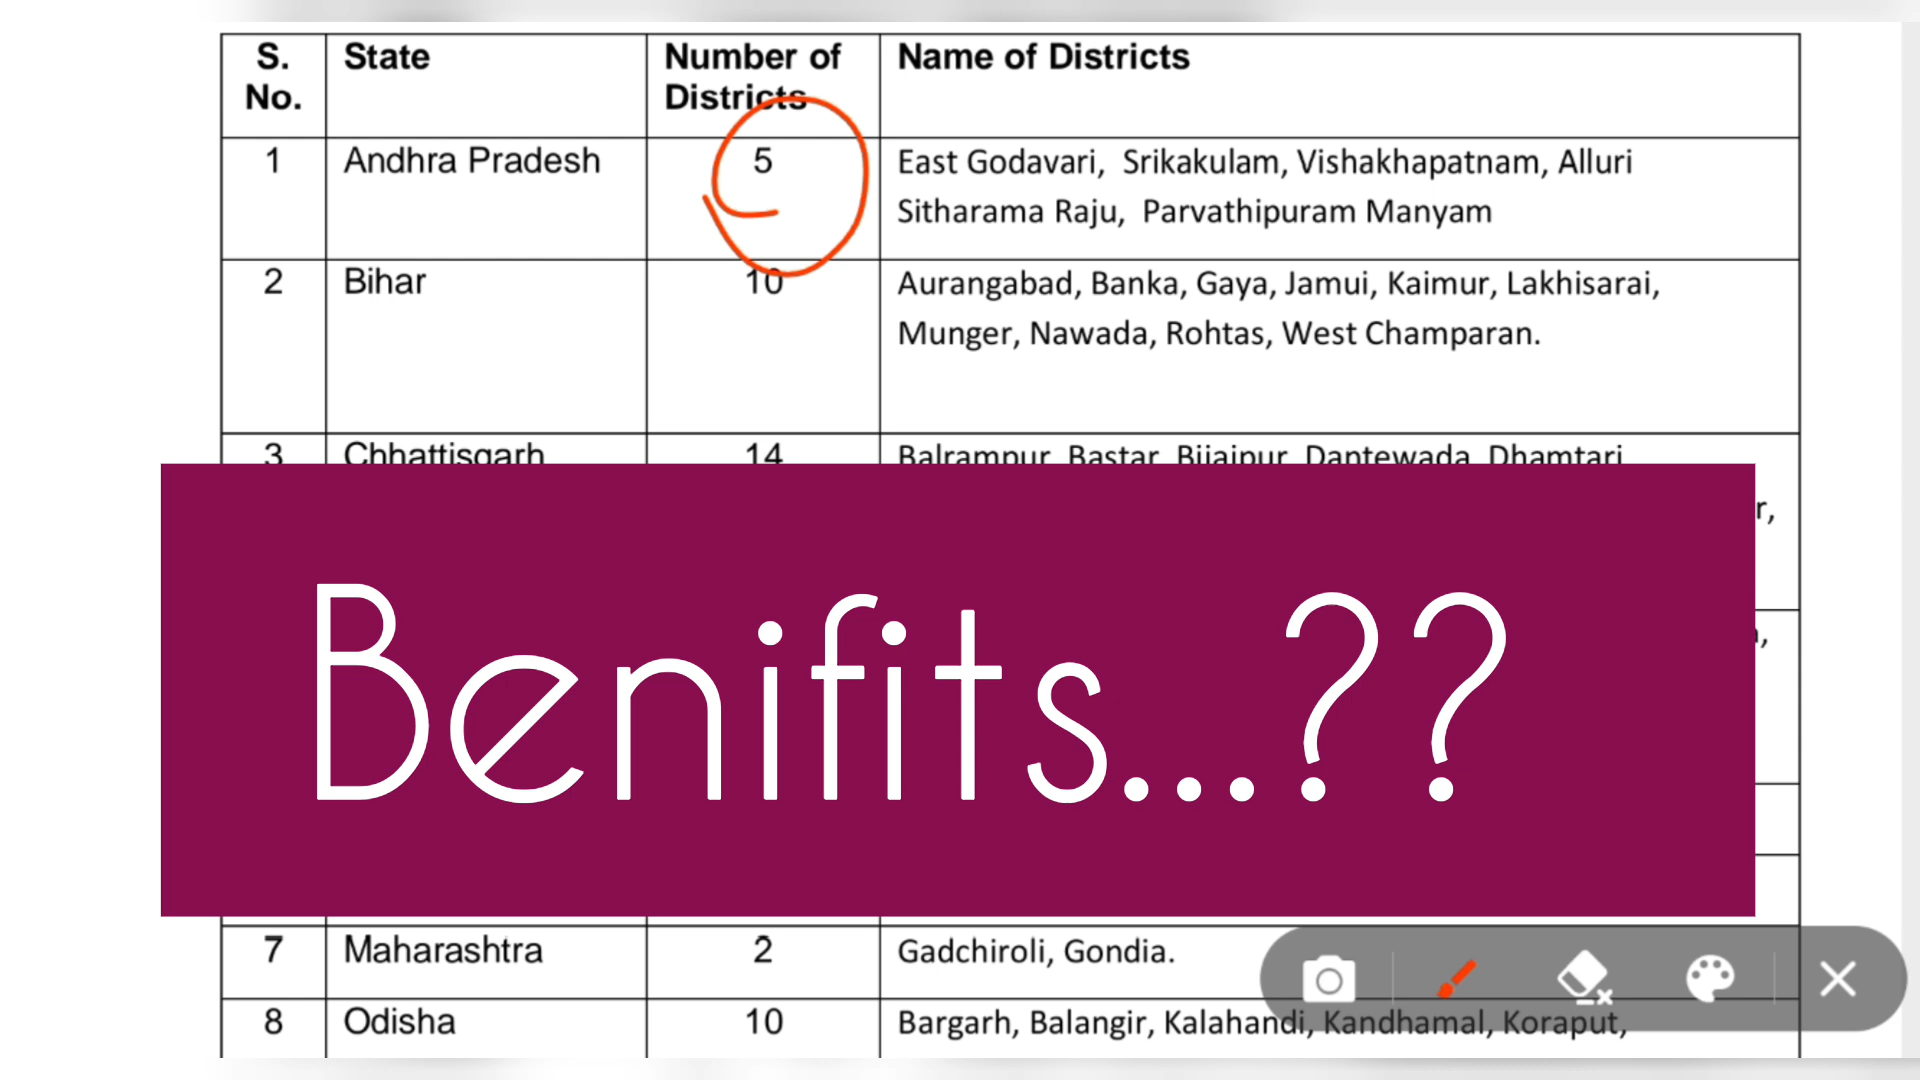 S. No. State Number of Districts Name of Districts
1 Andhra Pradesh 5 East Godavari, Srikakulam, Vishakhapatnam, Alluri
Sitharama Raju, Parvathipuram Manyam
2 Bihar 10 Aurangabad, Banka, Gaya, Jamui, Kaimur, Lakhisarai,
Munger, Nawada, Rohtas, West Champaran.
3 Chhattisgarh 14 Balrampur, Bastar, Bijajpur, Dantewada, Dhamtari
r,
Benifits...??
7 Maharashtra 2 Gadchiroli, Gondia.
8 Odisha 10 Bargarh, Balangir, Kalahandi, Kandhamal, Koraput,